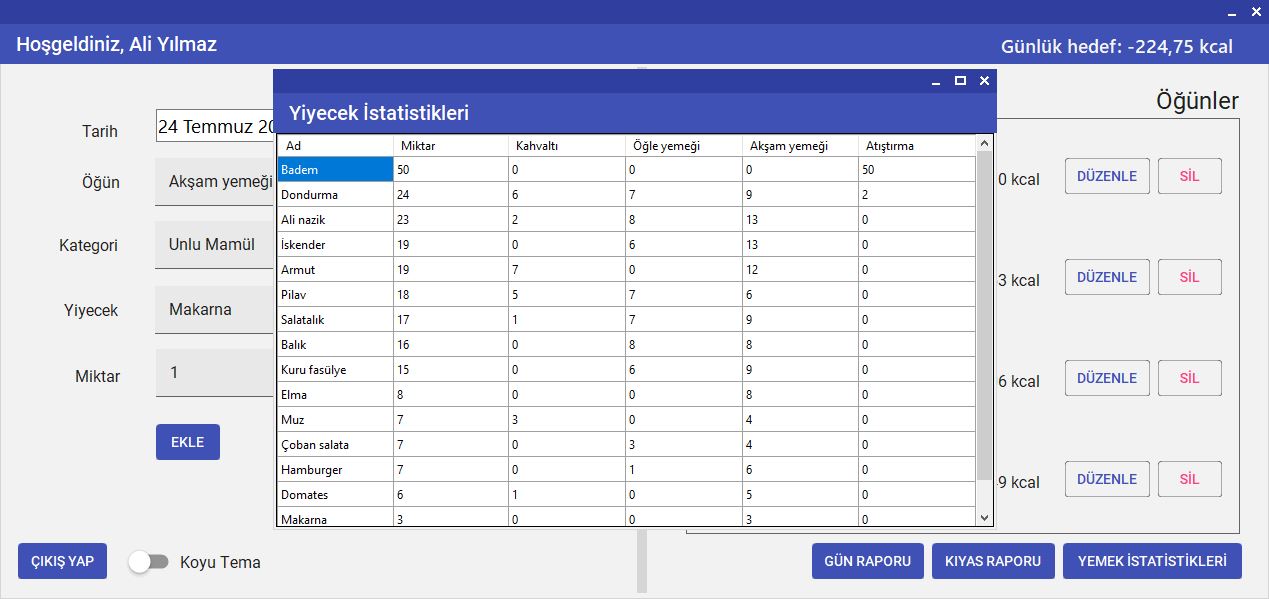 Hoşgeldiniz, Ali Yılmaz
Günlük hedef: -224,75 kcal
Tarih
24 Temmuz 20
Öğün
Akşam yemeği
Kategori
Unlu Mamül
Yiyecek
Makarna
Miktar
1
EKLE
Yiyecek İstatistikleri
Ad Miktar Kahvaltı Öğle yemeği Akşam yemeği Atıştırma
Badem 50 0 0 0 50
Dondurma 24 6 7 9 2
Ali nazik 23 2 8 13 0
İskender 19 0 6 13 0
Armut 19 7 0 12 0
Pilav 18 5 7 6 0
Salatalık 17 1 7 9 0
Balık 16 0 8 8 0
Kuru fasülye 15 0 6 9 0
Elma 8 0 0 8 0
Muz 7 3 0 4 0
Çoban salata 7 0 3 4 0
Hamburger 7 0 1 6 0
Domates 6 1 0 5 0
Makarna 3 0 0 3 0
Öğünler
0 kcal DÜZENLE SİL
3 kcal DÜZENLE SİL
6 kcal DÜZENLE SİL
9 kcal DÜZENLE SİL
ÇIKIŞ YAP Koyu Tema
GÜN RAPORU KIYAS RAPORU YEMEK İSTATİSTİKLERİ